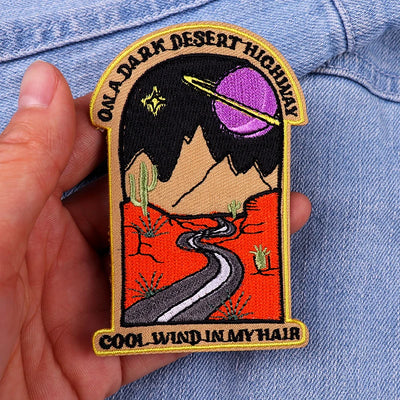 ON A DARK DESERT HIGHWAY
COOL WIND IN MY HAIR